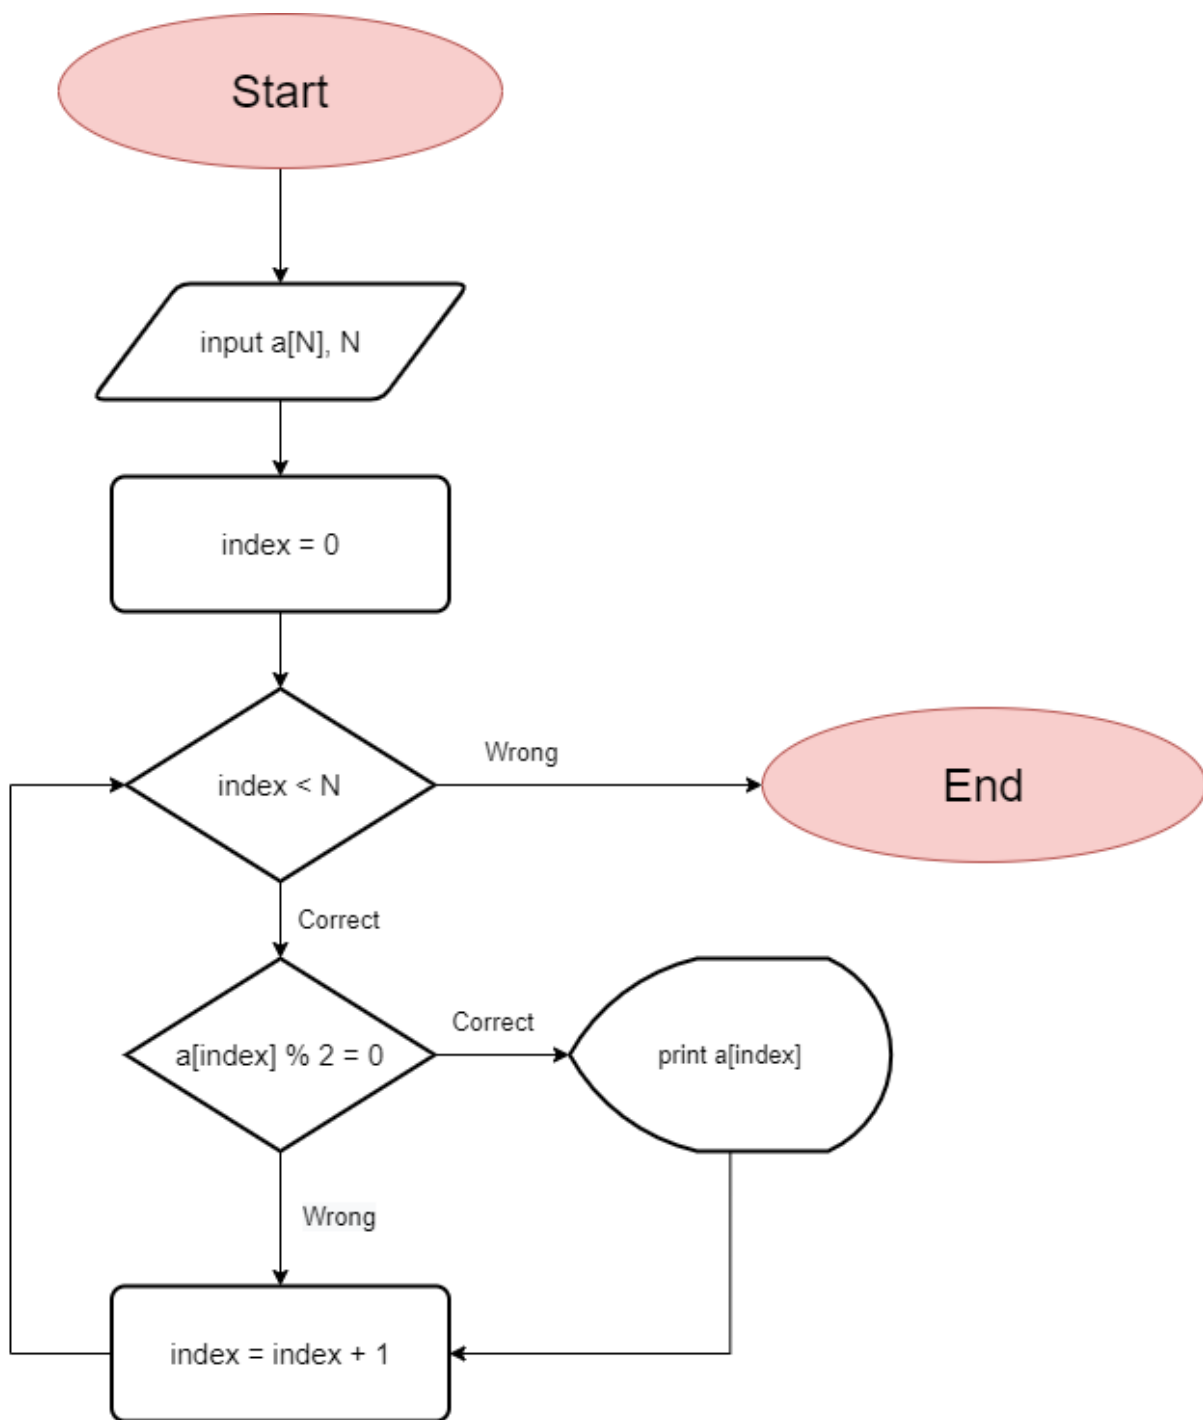 Start
input a[N], N
index = 0
index < N
Wrong
End
Correct
a[index] % 2 = 0
Correct
print a[index]
Wrong
index = index + 1